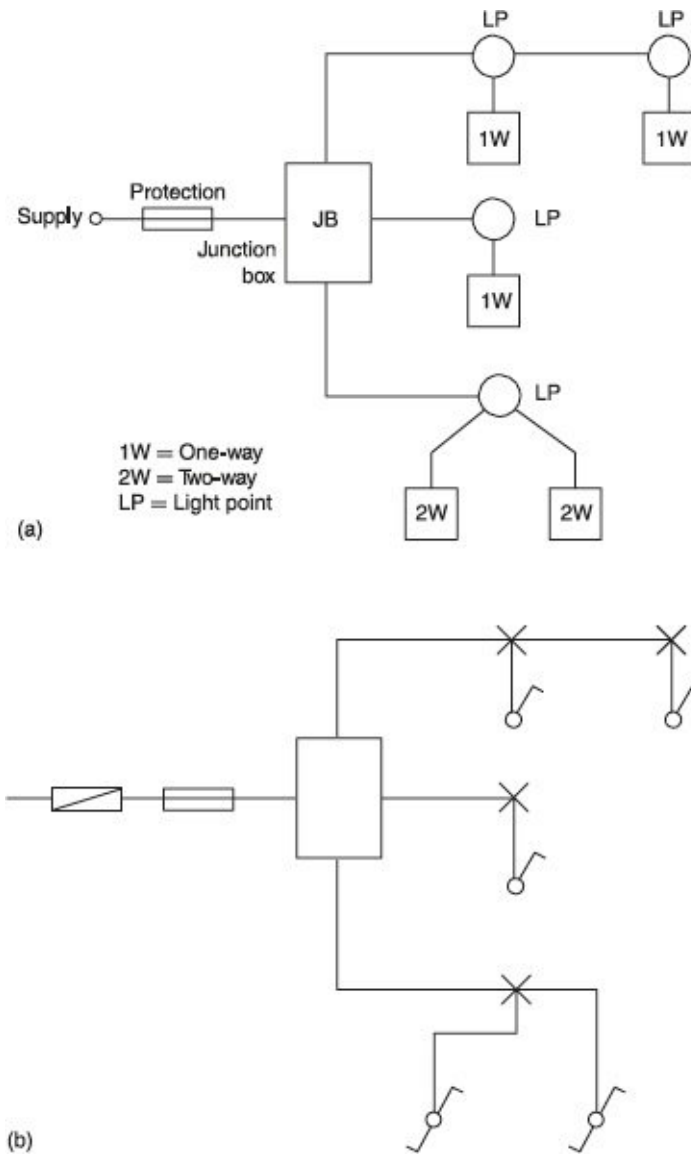 LP LP
1W 1W
Protection
Supply JB LP
Junction
box
1W
LP
1W = One-way
2W = Two-way
LP = Light point
2W 2W
(a)
(b)